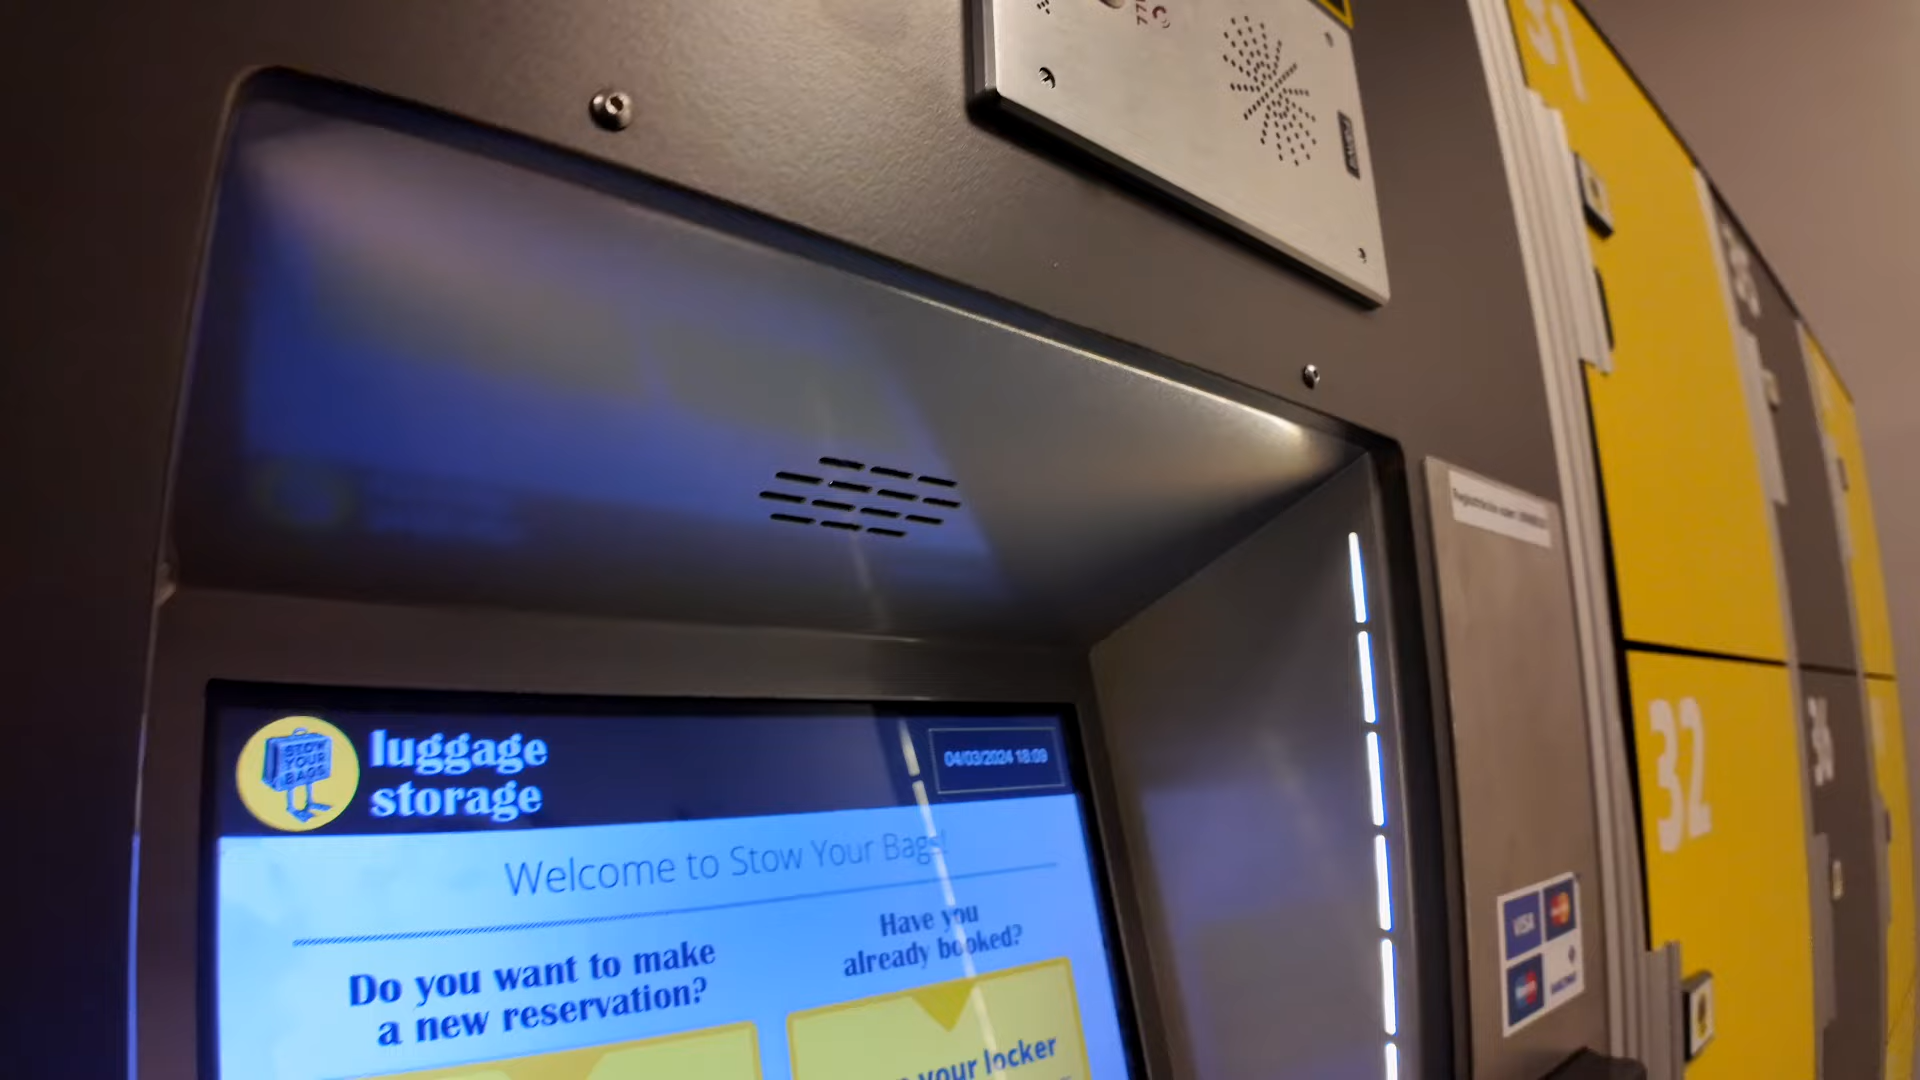 31
32
36
STOW
YOUR
BAGS
luggage
storage
04/03/2024 18:09
Welcome to Stow Your Bags!
Do you want to make
a new reservation?
Have you
already booked?
your locker
VISA